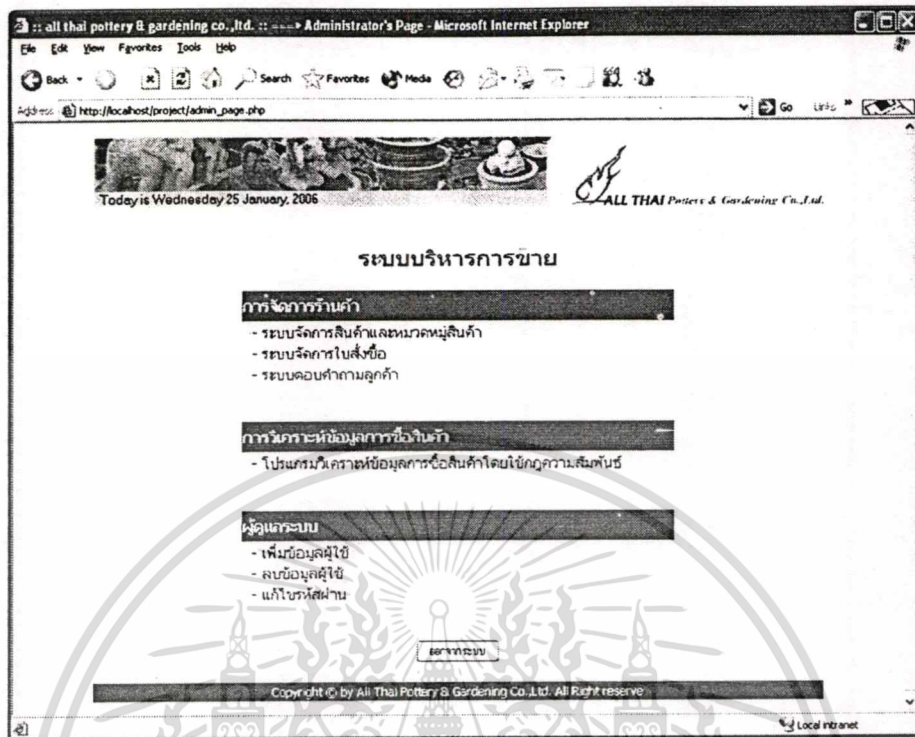 :: all thai pottery & gardening co.,ltd. :: ===> Administrator's Page - Microsoft Internet Explorer
File Edit View Favorites Tools Help
Back Search Favorites Media
Address http://localhost/project/admin_page.php Go Links »
Today is Wednesday 25 January, 2006
ALL THAI Pottery & Gardening Co.,Ltd.
ระบบบริหารการขาย
การจัดการร้านค้า
- ระบบจัดการสินค้าและหมวดหมู่สินค้า
- ระบบจัดการใบสั่งซื้อ
- ระบบตอบคำถามลูกค้า
การวิเคราะห์ข้อมูลการซื้อสินค้า
- โปรแกรมวิเคราะห์ข้อมูลการซื้อสินค้าโดยใช้กฎความสัมพันธ์
ผู้ดูแลระบบ
- เพิ่มข้อมูลผู้ใช้
- ลบข้อมูลผู้ใช้
- แก้ไขรหัสผ่าน
ออกจากระบบ
Copyright © by All Thai Pottery & Gardening Co.,Ltd. All Right reserve
Local intranet